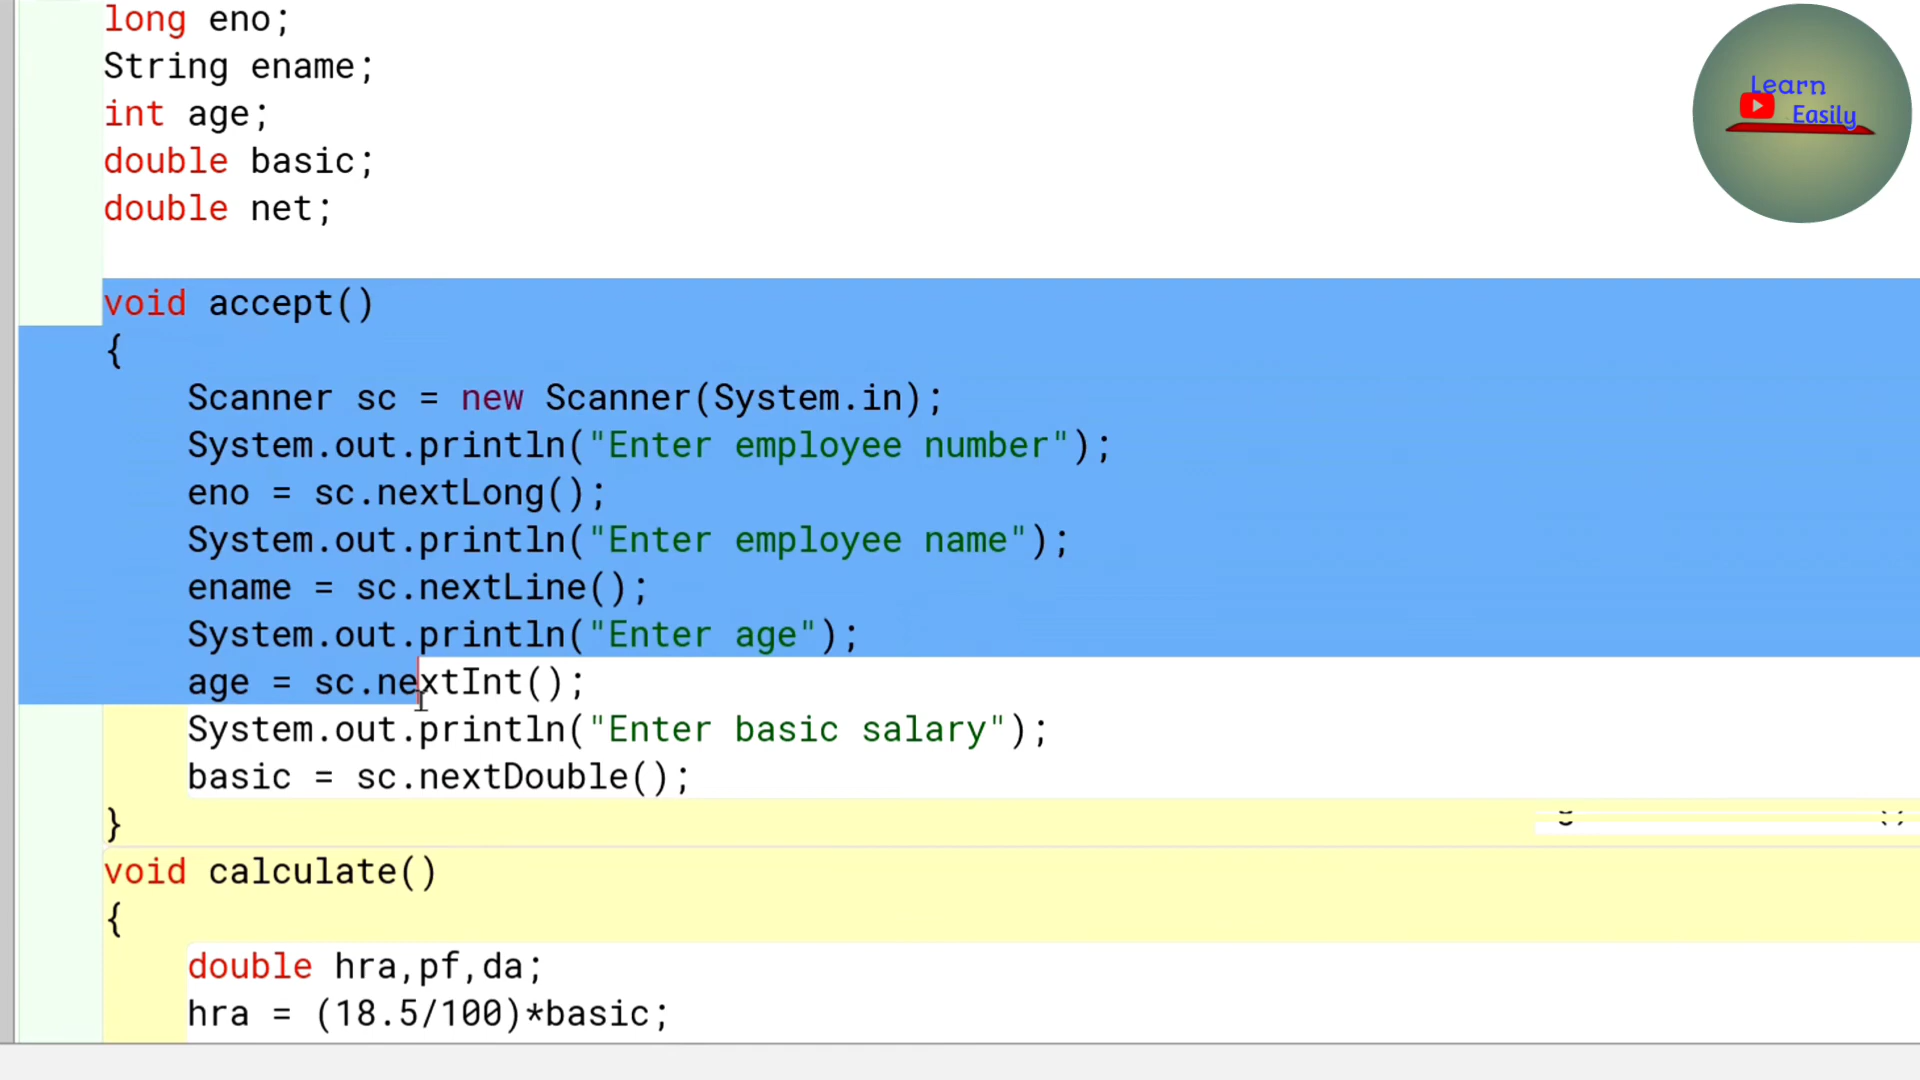 long eno;
String ename;
int age;
double basic;
double net;
Learn
Easily
void accept()
{
Scanner sc = new Scanner(System.in);
System.out.println("Enter employee number");
eno = sc.nextLong();
System.out.println("Enter employee name");
ename = sc.nextLine();
System.out.println("Enter age");
age = sc.nextInt();
System.out.println("Enter basic salary");
basic = sc.nextDouble();
}
void calculate()
{
double hra,pf,da;
hra = (18.5/100)*basic;